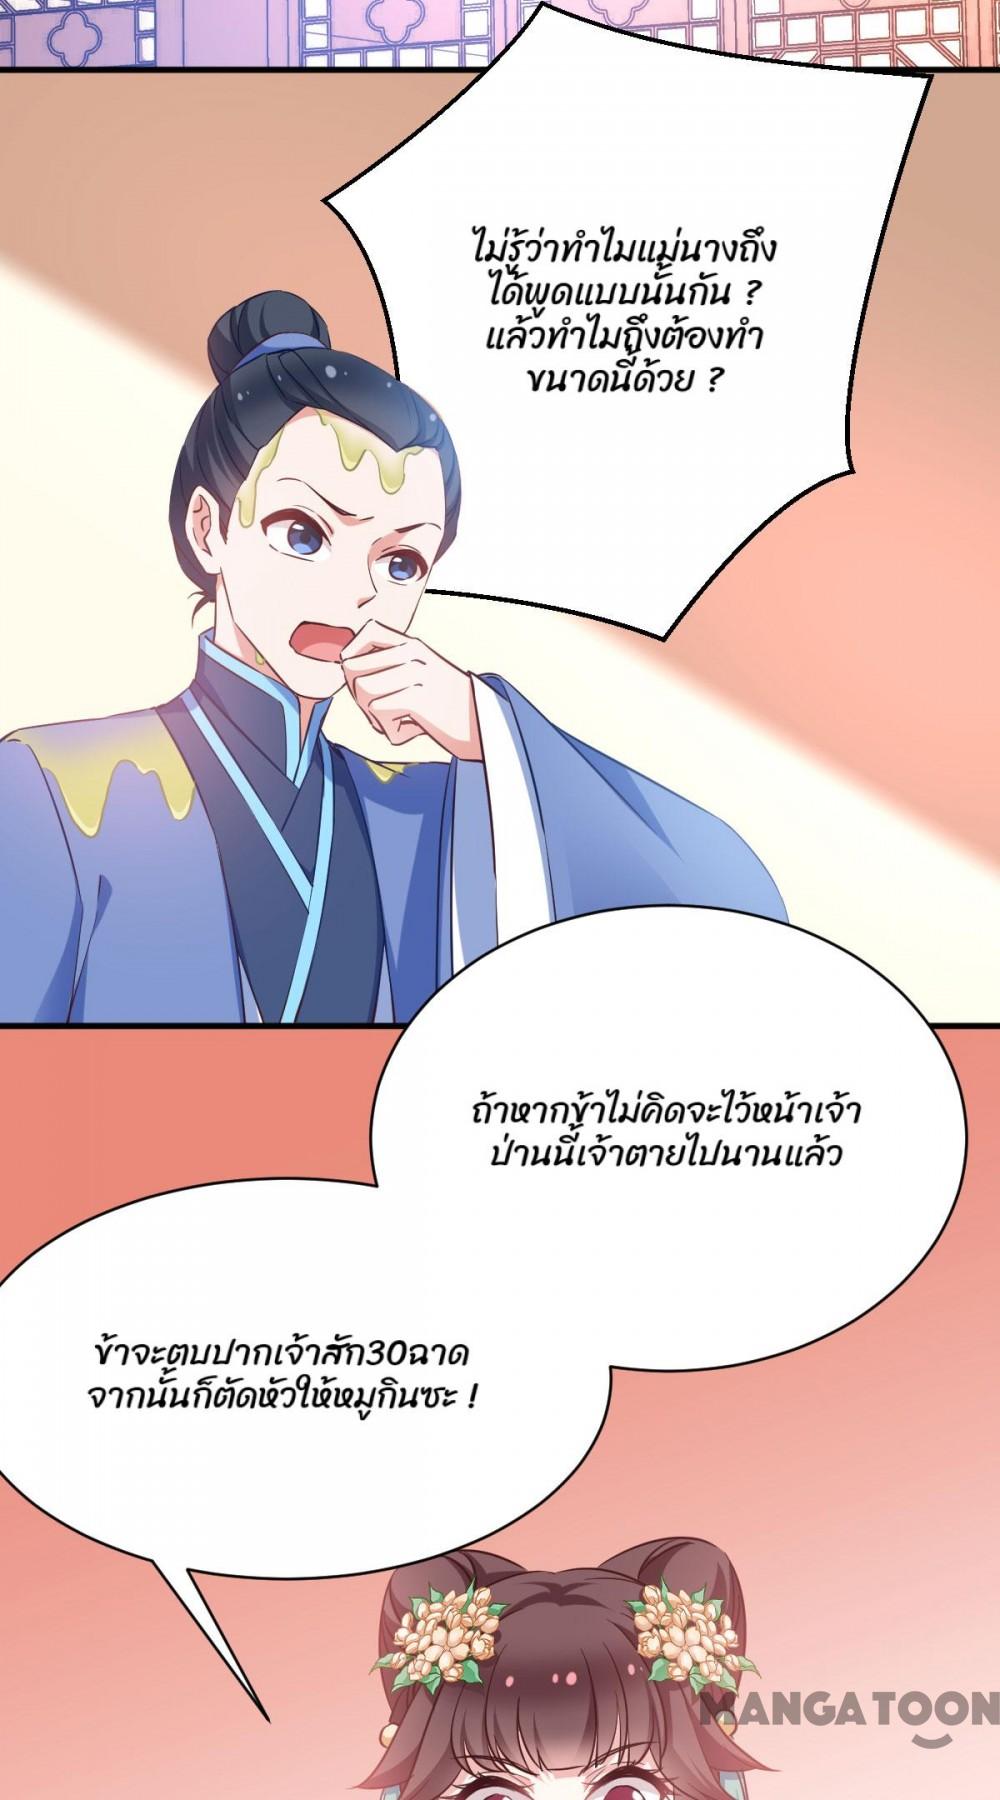 ไม่รู้ว่าทำไมแม่นางถึง
ได้พูดแบบนั้นกัน ?
แล้วทำไมถึงต้องทำ
ขนาดนี้ด้วย ?
ถ้าหากข้าไม่คิดจะไว้หน้าเจ้า
ป่านนี้เจ้าตายไปนานแล้ว
ข้าจะตบปากเจ้าสัก30ฉาด
จากนั้นก็ตัดหัวให้หมูกินซะ !
MANGATOON